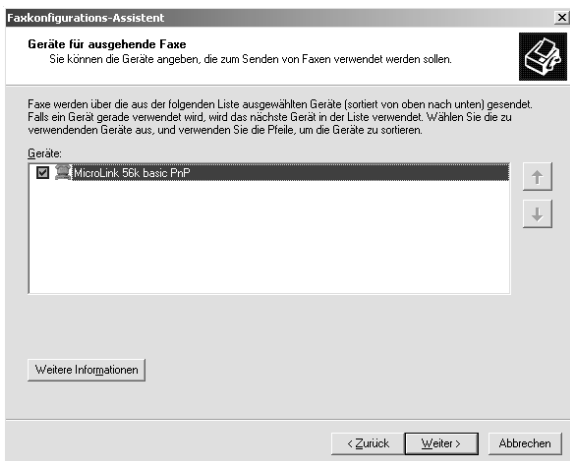 Faxkonfigurations-Assistent
Geräte für ausgehende Faxe
Sie können die Geräte angeben, die zum Senden von Faxen verwendet werden sollen.
Faxe werden über die aus der folgenden Liste ausgewählten Geräte (sortiert von oben nach unten) gesendet.
Falls ein Gerät gerade verwendet wird, wird das nächste Gerät in der Liste verwendet. Wählen Sie die zu
verwendenden Geräte aus, und verwenden Sie die Pfeile, um die Geräte zu sortieren.
Geräte:
MicroLink 56k basic PnP
Weitere Informationen
< Zurück
Weiter >
Abbrechen